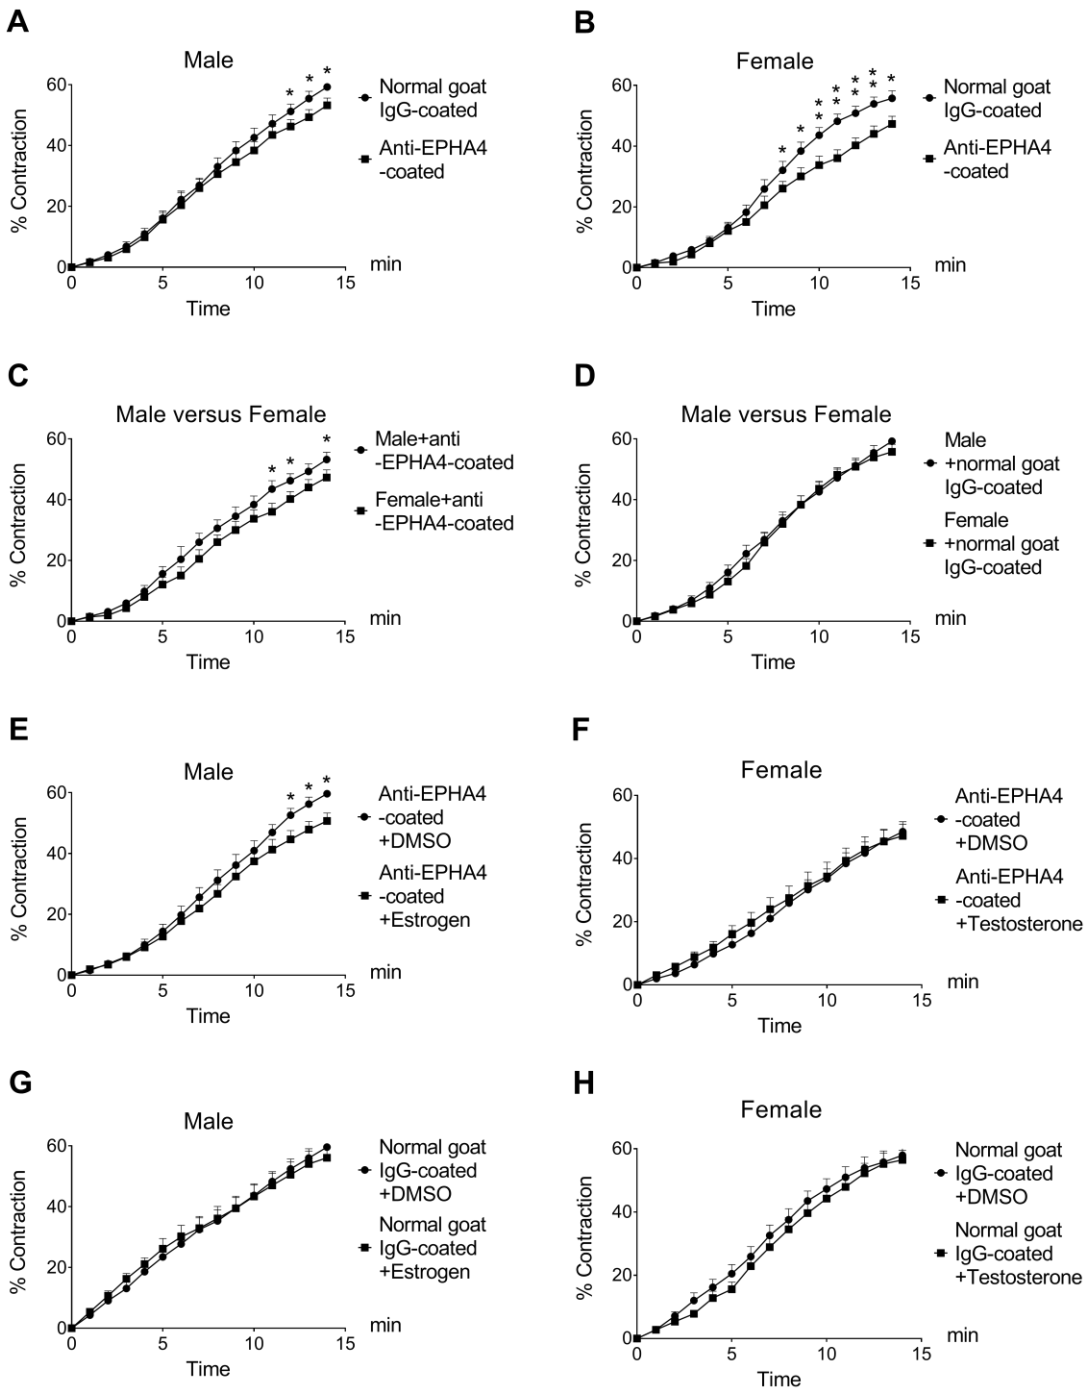 A
Male
% Contraction
60
40
20
0
0
5
10
15
min
Time
*
*
*
Normal goat
IgG-coated
Anti-EPHA4
-coated
B
Female
% Contraction
60
40
20
0
0
5
10
15
min
Time
*
*
**
**
**
**
*
Normal goat
IgG-coated
Anti-EPHA4
-coated
C
Male versus Female
% Contraction
60
40
20
0
0
5
10
15
min
Time
*
*
*
Male+anti
-EPHA4-coated
Female+anti
-EPHA4-coated
D
Male versus Female
% Contraction
60
40
20
0
0
5
10
15
min
Time
Male
+normal goat
IgG-coated
Female
+normal goat
IgG-coated
E
Male
% Contraction
60
40
20
0
0
5
10
15
min
Time
*
*
*
Anti-EPHA4
-coated
+DMSO
Anti-EPHA4
-coated
+Estrogen
F
Female
% Contraction
60
40
20
0
0
5
10
15
min
Time
Anti-EPHA4
-coated
+DMSO
Anti-EPHA4
-coated
+Testosterone
G
Male
% Contraction
60
40
20
0
0
5
10
15
min
Time
Normal goat
IgG-coated
+DMSO
Normal goat
IgG-coated
+Estrogen
H
Female
% Contraction
60
40
20
0
0
5
10
15
min
Time
Normal goat
IgG-coated
+DMSO
Normal goat
IgG-coated
+Testosterone